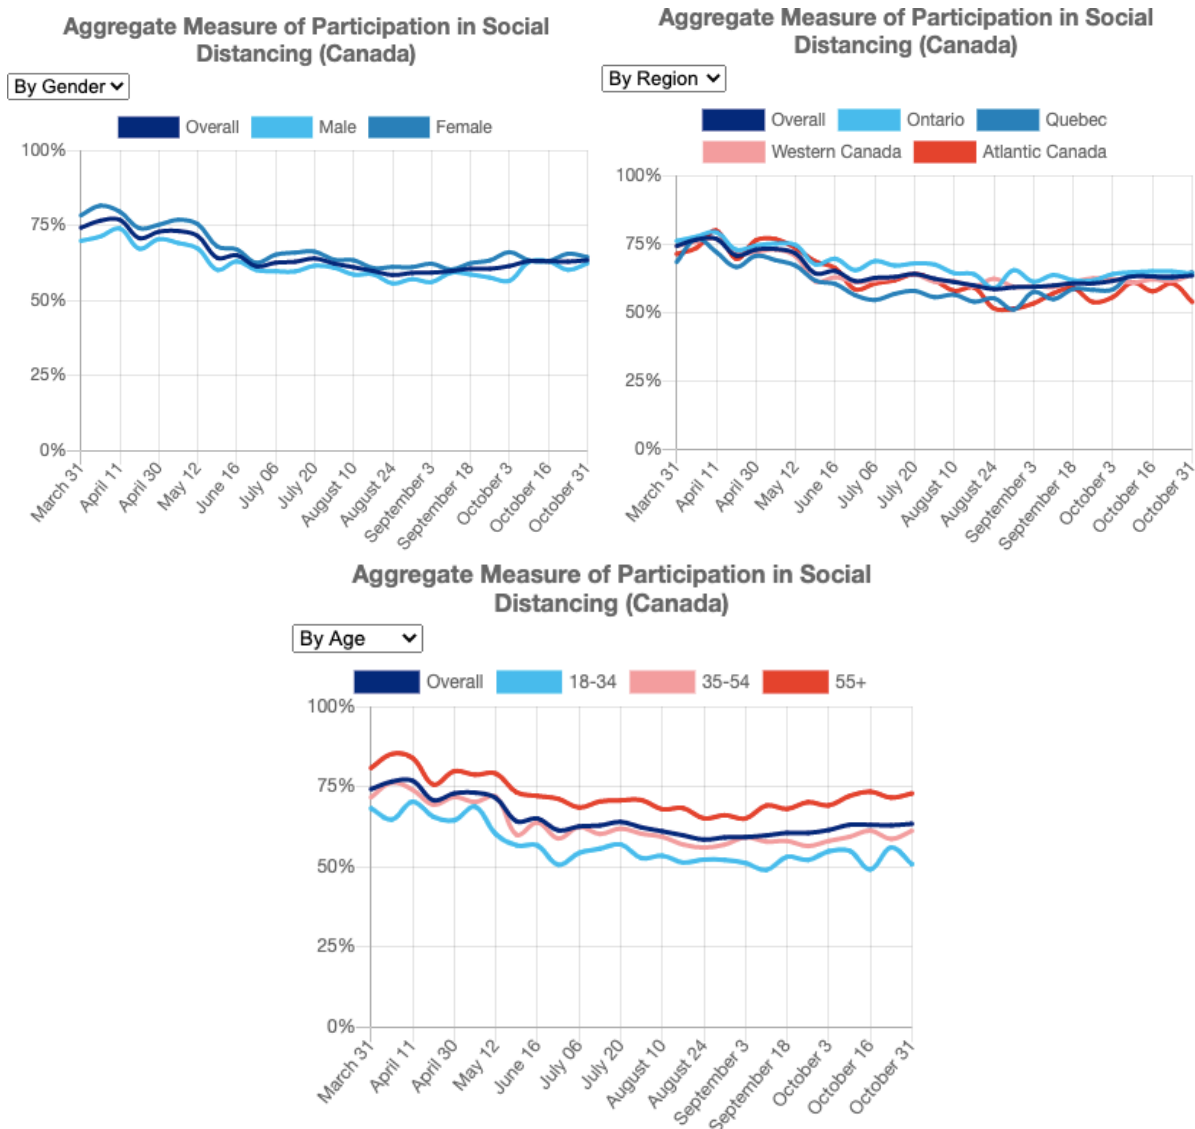 Aggregate Measure of Participation in Social
Distancing (Canada)
By Gender
Overall Male Female
100%
75%
50%
25%
0%
March 31
April 11
April 30
May 12
June 16
July 06
July 20
August 10
August 24
September 3
September 18
October 3
October 16
October 31
Aggregate Measure of Participation in Social
Distancing (Canada)
By Region
Overall Ontario Quebec
Western Canada Atlantic Canada
100%
75%
50%
25%
0%
March 31
April 11
April 30
May 12
June 16
July 06
July 20
August 10
August 24
September 3
September 18
October 3
October 16
October 31
Aggregate Measure of Participation in Social
Distancing (Canada)
By Age
Overall 18-34 35-54 55+
100%
75%
50%
25%
0%
March 31
April 11
April 30
May 12
June 16
July 06
July 20
August 10
August 24
September 3
September 18
October 3
October 16
October 31